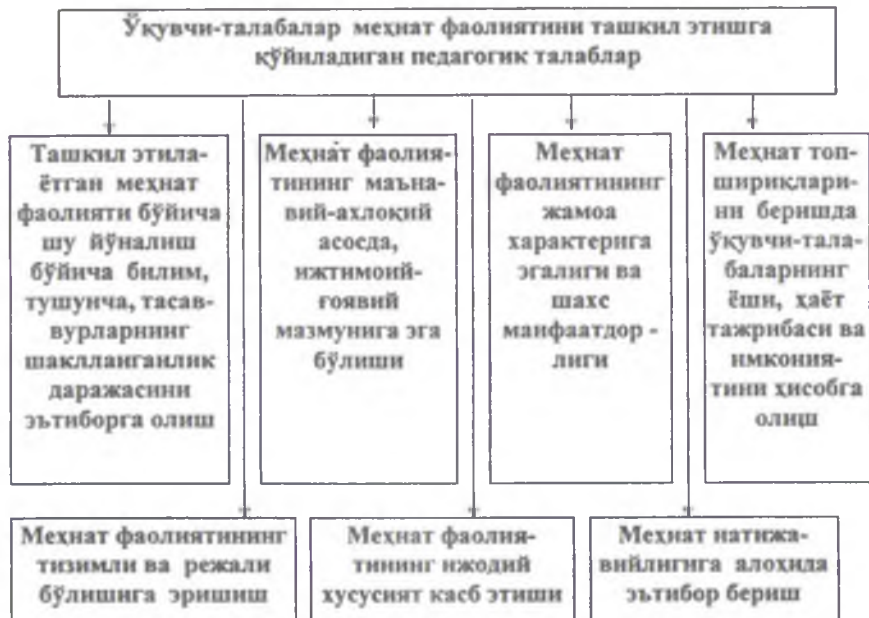 Ўқувчи-талабалар меҳнат фаолиятини ташкил этишга
қўйиладиган педагогик талаблар
Ташкил этила-
ётган меҳнат
фаолияти бўйича
шу йўналиш
бўйича билим,
тушунча, тасав-
вурларнинг
шаклланганлик
даражасини
эътиборга олиш
Меҳнат фаолия-
тининг маъна-
вий-ахлоқий
асосда,
ижтимоий-
ғоявий
мазмунига эга
бўлиши
Меҳнат
фаолиятининг
жамоа
характерига
эгалиги ва
шахс
манфаатдор -
лиги
Меҳнат топ-
шириқлари-
ни беришда
ўқувчи-тала-
баларнинг
ёши, ҳаёт
тажрибаси ва
имкония-
тини ҳисобга
олиш
Меҳнат фаолиятининг
тизимли ва режали
бўлишига эришиш
Меҳнат фаолия-
тининг ижодий
хусусият касб этиши
Меҳнат натижа-
вийлигига алоҳида
эътибор бериш